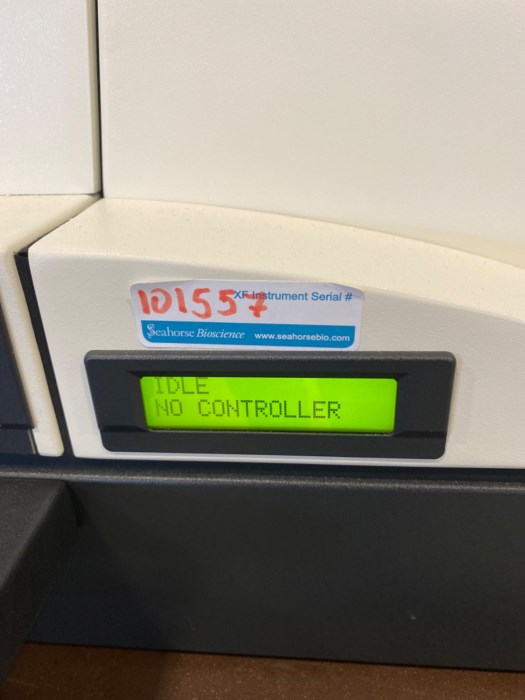 101557
XF Instrument Serial #
Seahorse Bioscience www.seahorsebio.com
IDLE
NO CONTROLLER